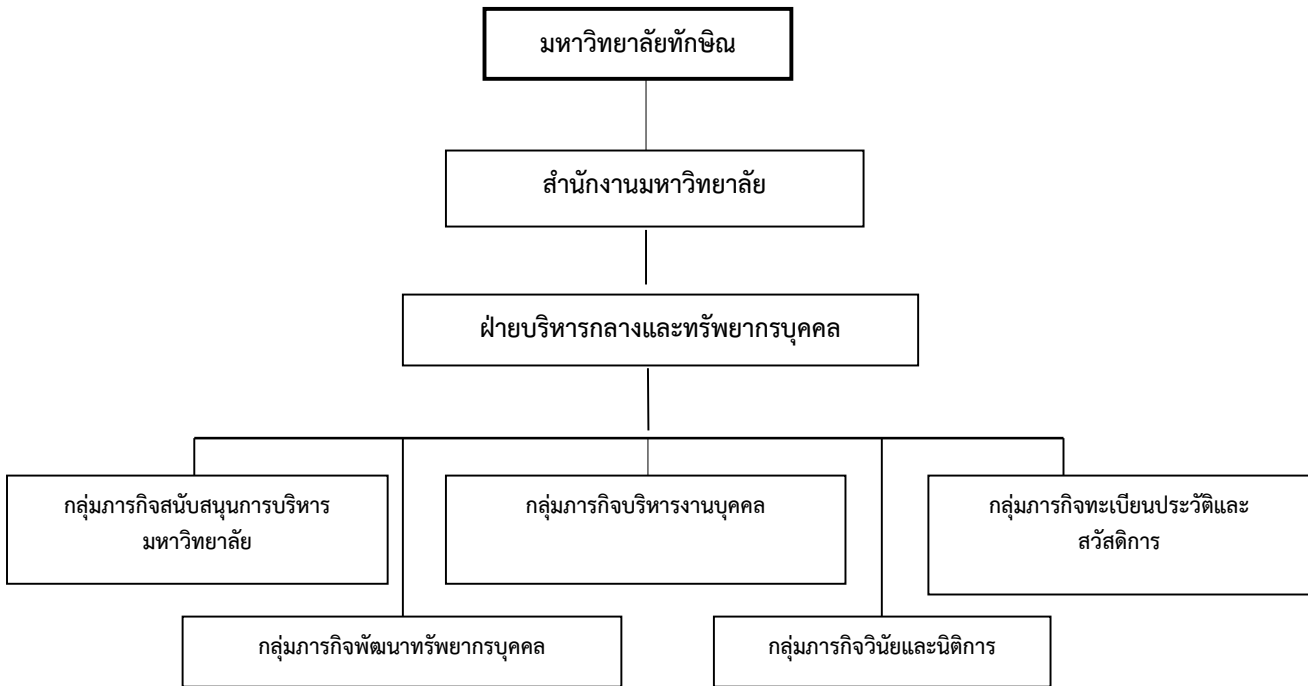 มหาวิทยาลัยทักษิณ
สำนักงานมหาวิทยาลัย
ฝ่ายบริหารกลางและทรัพยากรบุคคล
กลุ่มภารกิจสนับสนุนการบริหาร
มหาวิทยาลัย
กลุ่มภารกิจบริหารงานบุคคล
กลุ่มภารกิจทะเบียนประวัติและ
สวัสดิการ
กลุ่มภารกิจพัฒนาทรัพยากรบุคคล
กลุ่มภารกิจวินัยและนิติการ